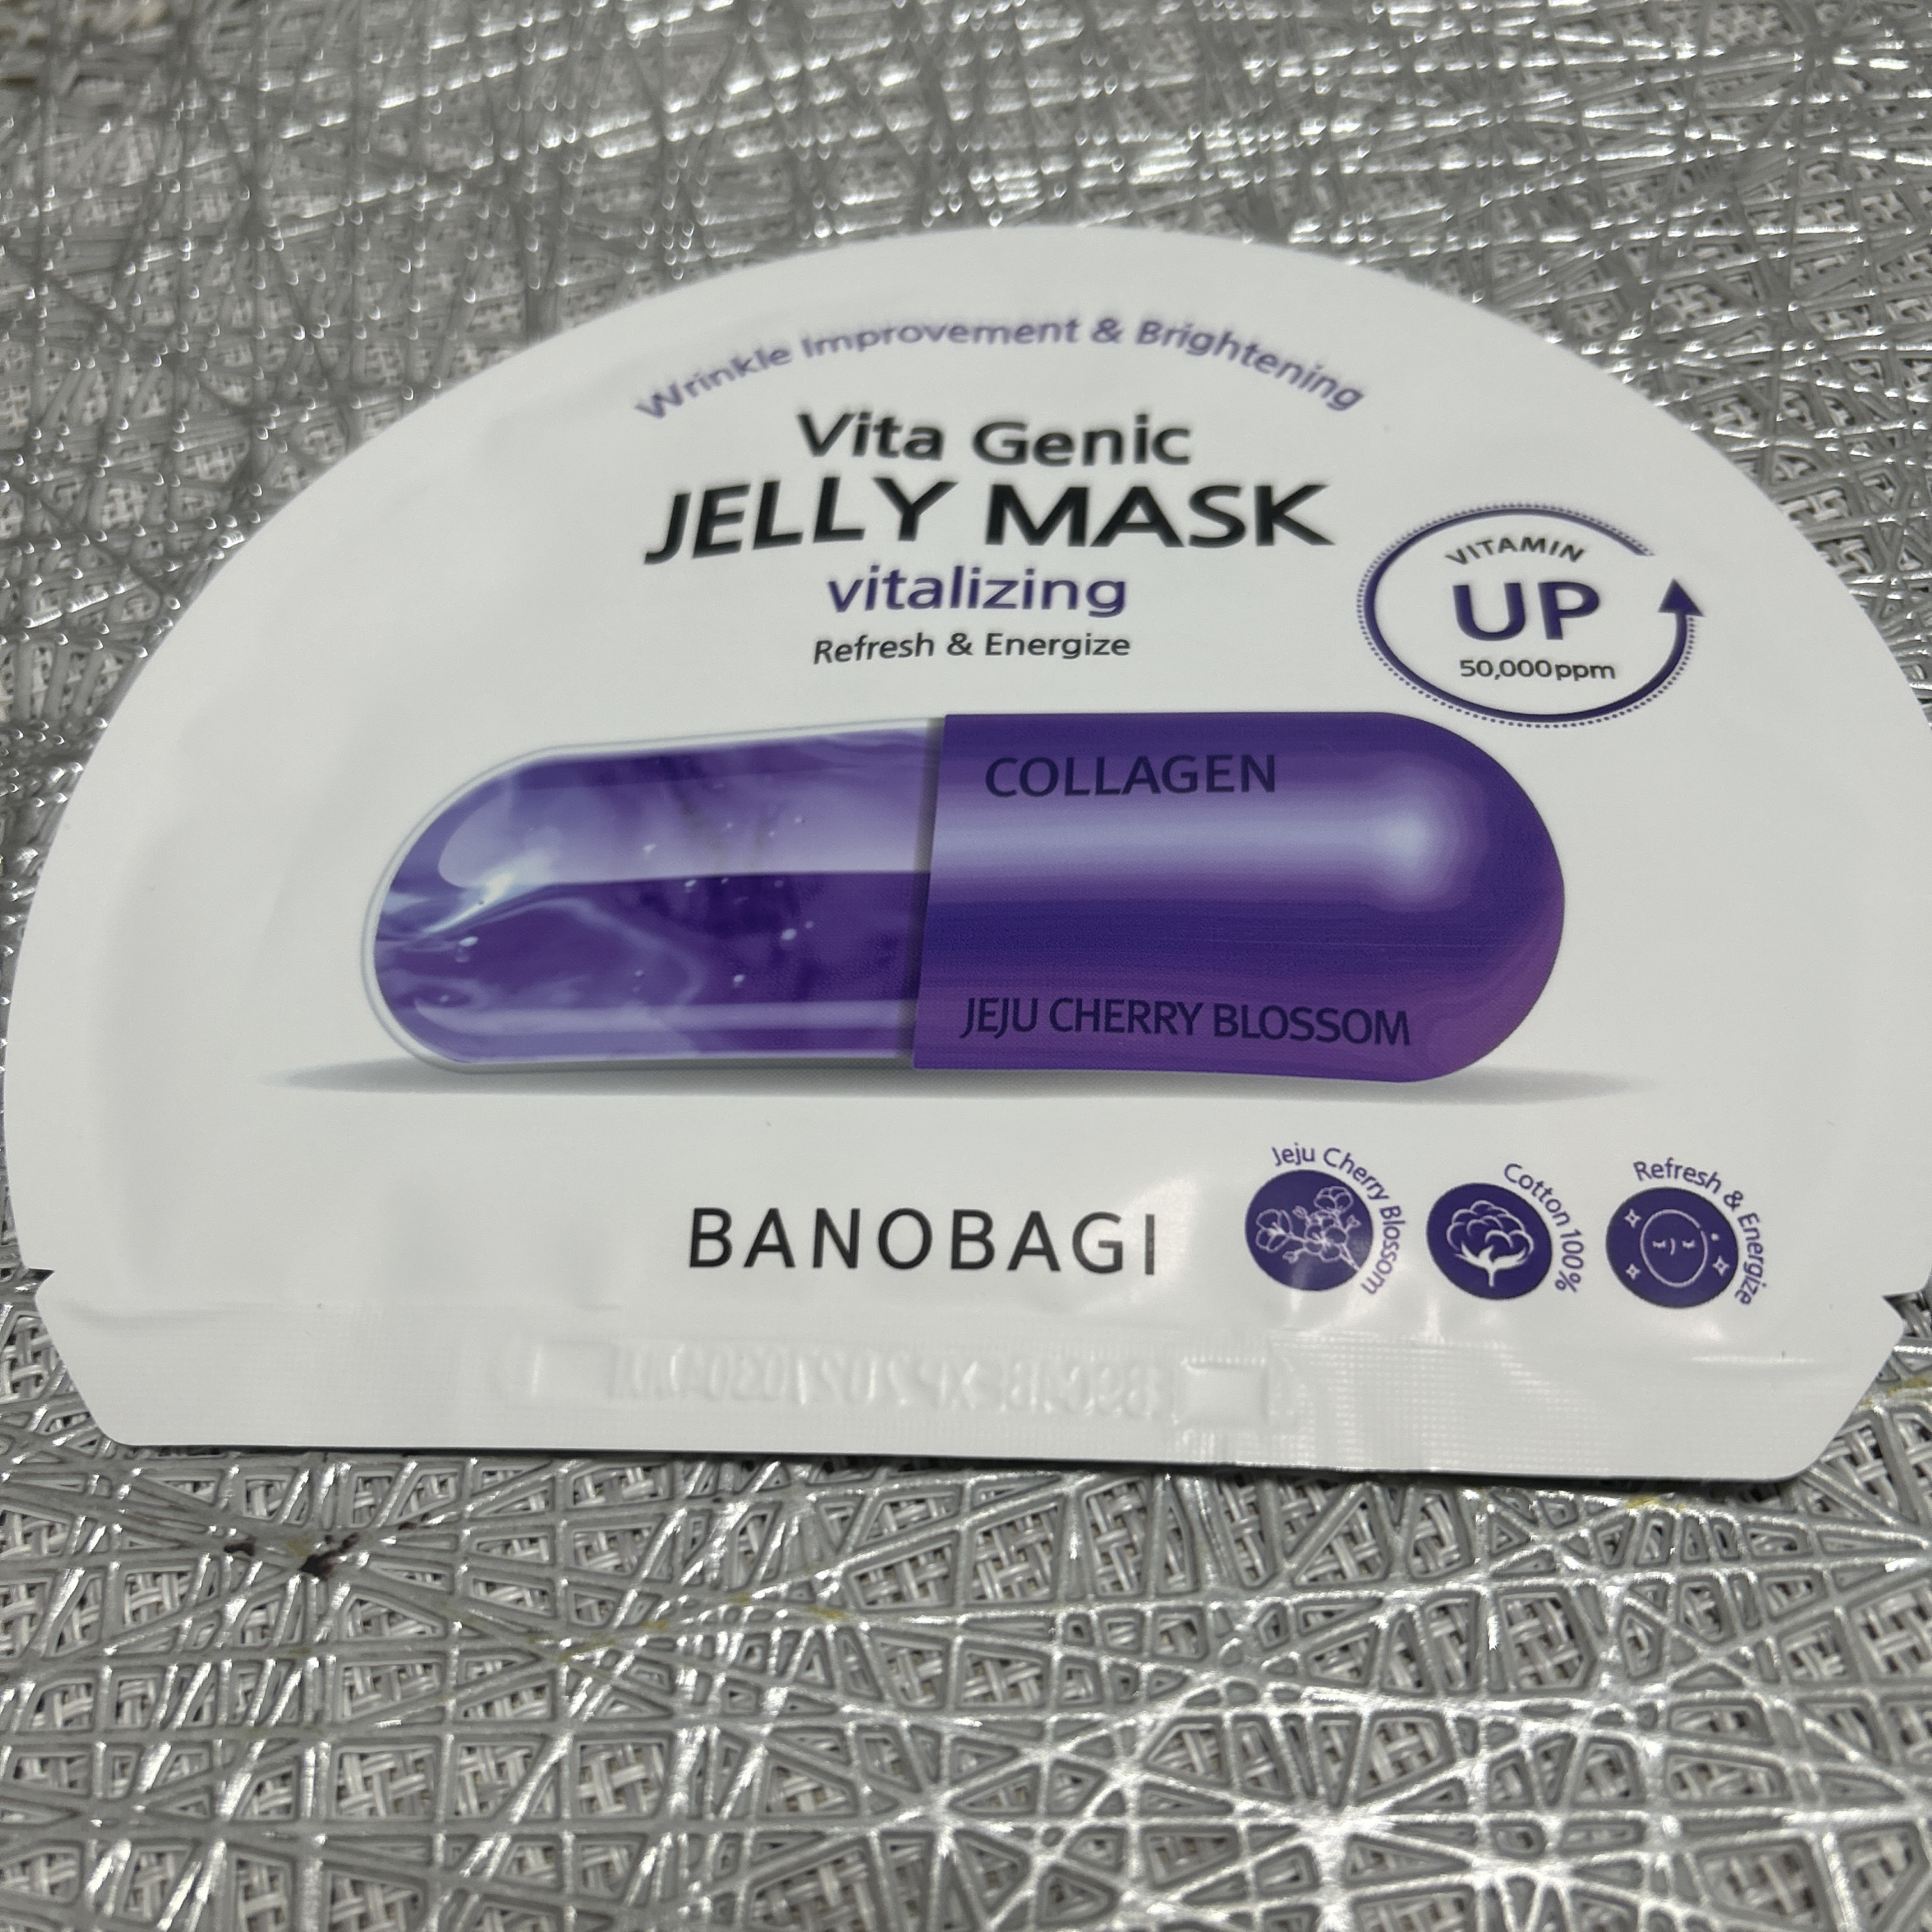 Wrinkle Improvement & Brightening
Vita Genic
JELLY MASK
vitalizing
Refresh & Energize
VITAMIN
UP
50,000ppm
COLLAGEN
JEJU CHERRY BLOSSOM
BANOBAGI
Jeju Cherry Blossom
Cotton 100%
Refresh & Energize